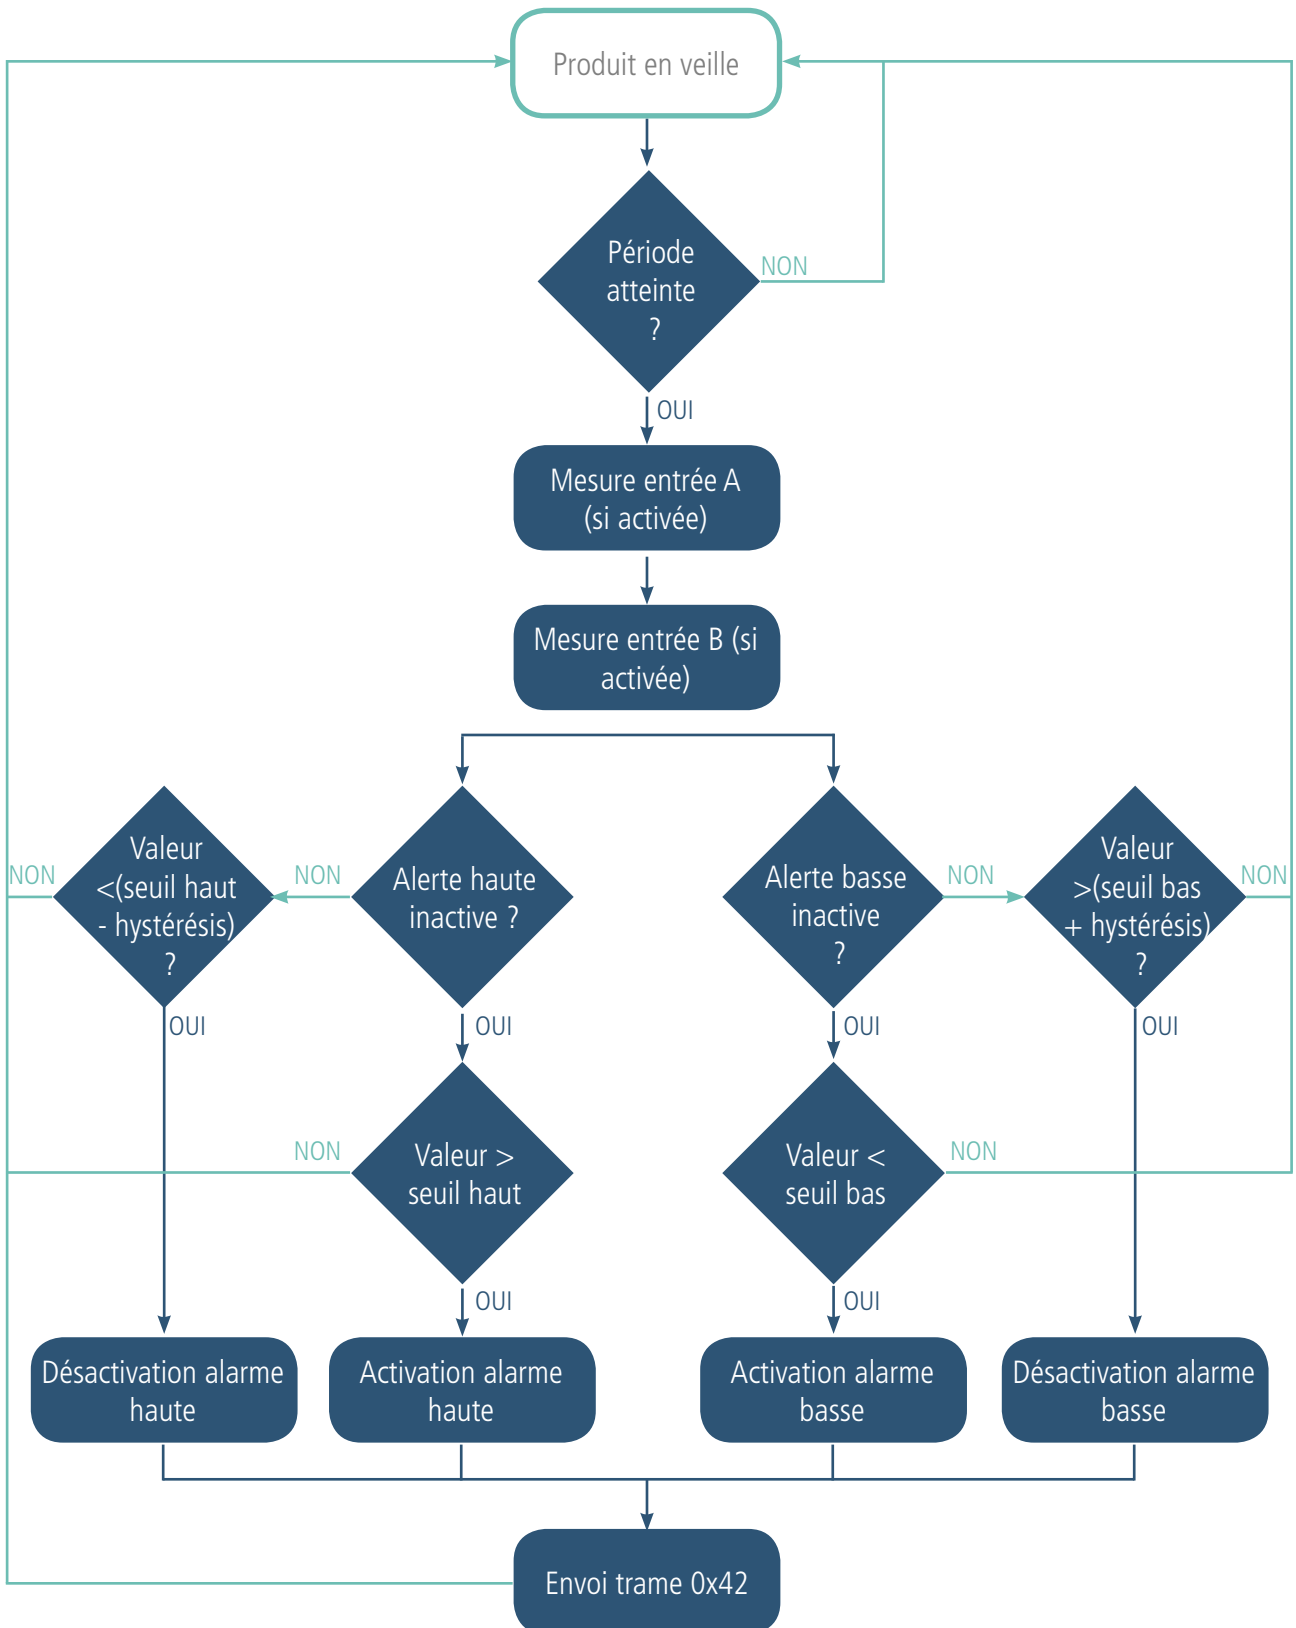 Produit en veille
Période
atteinte
?
NON
OUI
Mesure entrée A
(si activée)
Mesure entrée B (si
activée)
Valeur
<(seuil haut
- hystérésis)
?
NON
NON
Alerte haute
inactive ?
Alerte basse
inactive
?
NON
Valeur
>(seuil bas
+ hystérésis)
?
NON
OUI
OUI
OUI
OUI
NON
Valeur >
seuil haut
Valeur <
seuil bas
NON
OUI
OUI
Désactivation alarme
haute
Activation alarme
haute
Activation alarme
basse
Désactivation alarme
basse
Envoi trame 0x42